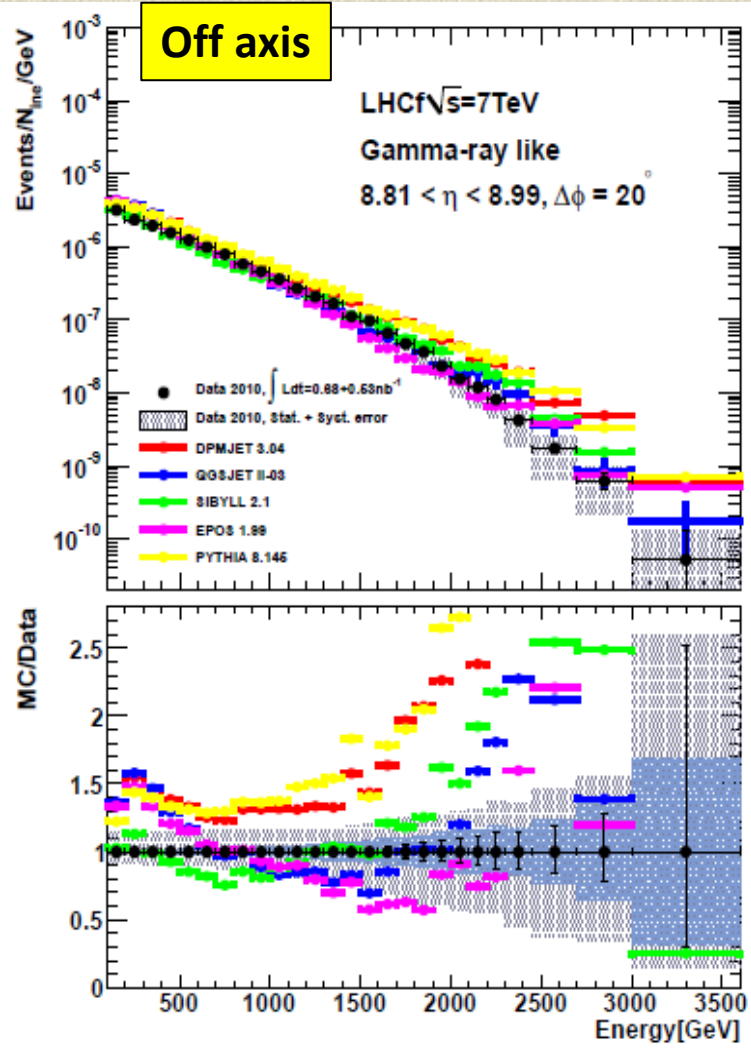 Off axis
Events/N_ine/GeV
10^-3
10^-4
10^-5
10^-6
10^-7
10^-8
10^-9
10^-10
LHCf√s=7TeV
Gamma-ray like
8.81 < η < 8.99, Δϕ = 20°
Data 2010, ∫ Ldt=0.68+0.53nb^-1
Data 2010, Stat. + Syst. error
DPMJET 3.04
QGSJET II-03
SIBYLL 2.1
EPOS 1.99
PYTHIA 8.145
MC/Data
2.5
2
1.5
1
0.5
0
500 1000 1500 2000 2500 3000 3500
Energy[GeV]